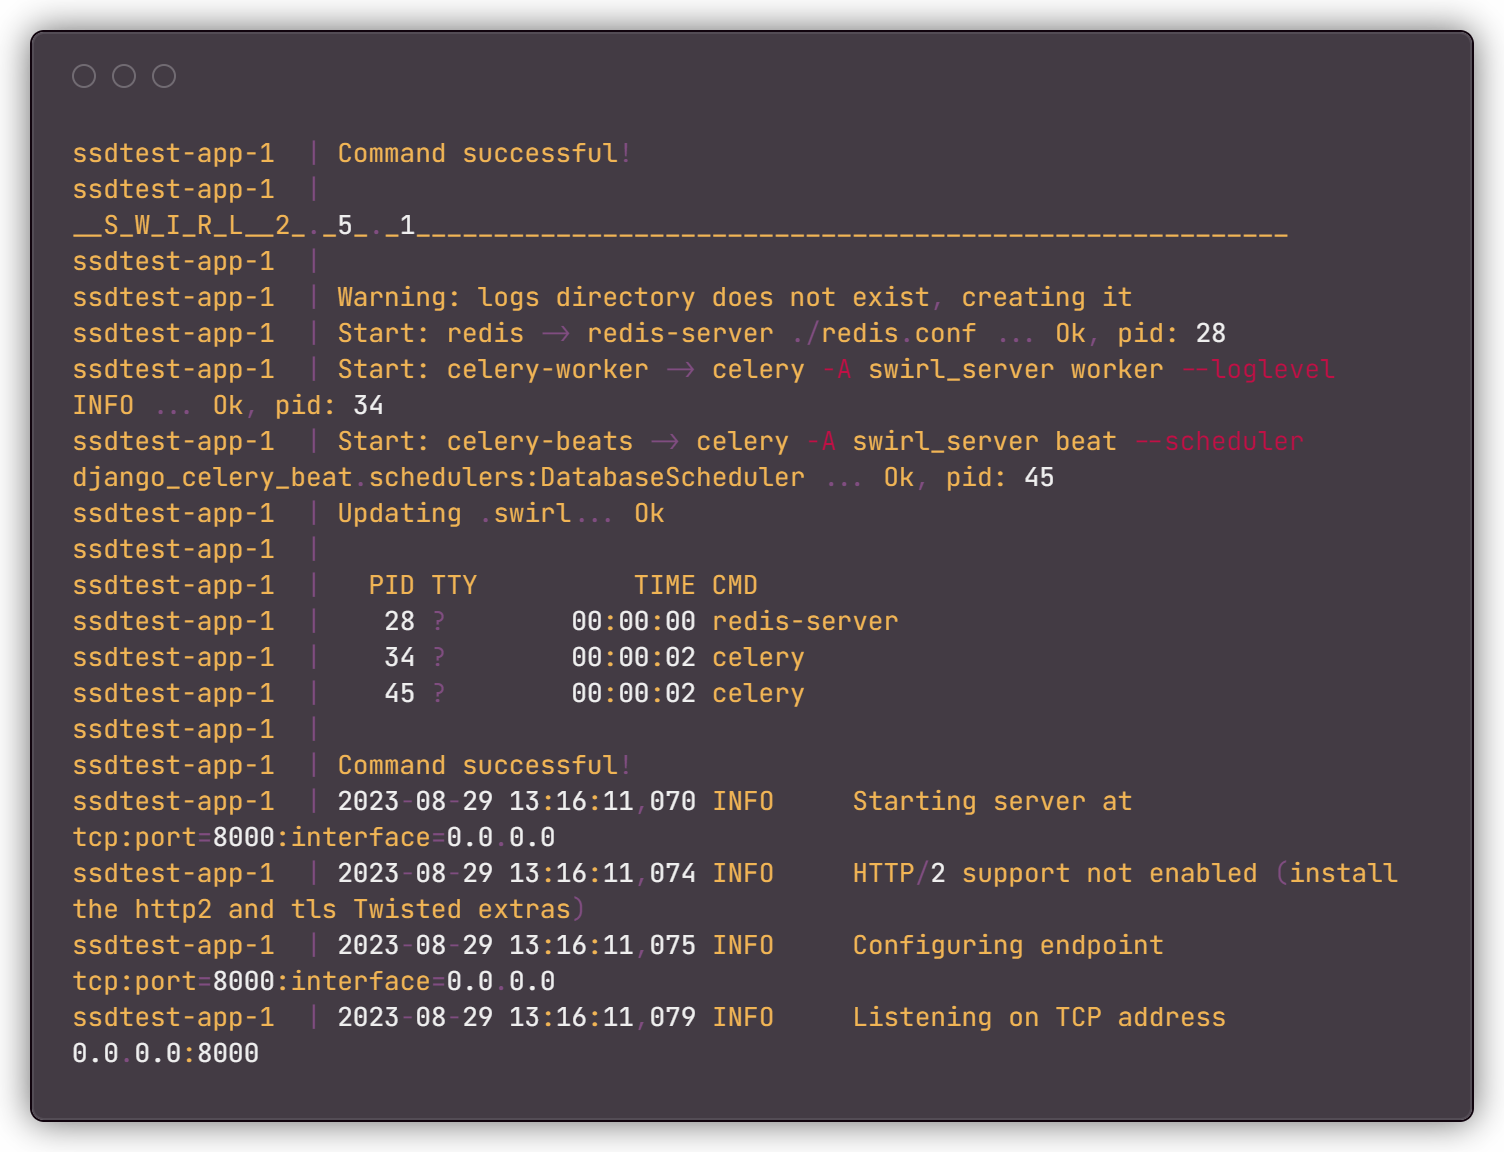 ssdtest-app-1  | Command successful!
ssdtest-app-1  |
__S_W_I_R_L__2_._5_._1________________________________________________________
ssdtest-app-1  |
ssdtest-app-1  | Warning: logs directory does not exist, creating it
ssdtest-app-1  | Start: redis -> redis-server ./redis.conf ... Ok, pid: 28
ssdtest-app-1  | Start: celery-worker -> celery -A swirl_server worker --loglevel
INFO ... Ok, pid: 34
ssdtest-app-1  | Start: celery-beats -> celery -A swirl_server beat --scheduler
django_celery_beat.schedulers:DatabaseScheduler ... Ok, pid: 45
ssdtest-app-1  | Updating .swirl... Ok
ssdtest-app-1  |
ssdtest-app-1  |   PID TTY          TIME CMD
ssdtest-app-1  |    28 ?        00:00:00 redis-server
ssdtest-app-1  |    34 ?        00:00:02 celery
ssdtest-app-1  |    45 ?        00:00:02 celery
ssdtest-app-1  |
ssdtest-app-1  | Command successful!
ssdtest-app-1  | 2023-08-29 13:16:11,070 INFO     Starting server at
tcp:port=8000:interface=0.0.0.0
ssdtest-app-1  | 2023-08-29 13:16:11,074 INFO     HTTP/2 support not enabled (install
the http2 and tls Twisted extras)
ssdtest-app-1  | 2023-08-29 13:16:11,075 INFO     Configuring endpoint
tcp:port=8000:interface=0.0.0.0
ssdtest-app-1  | 2023-08-29 13:16:11,079 INFO     Listening on TCP address
0.0.0.0:8000